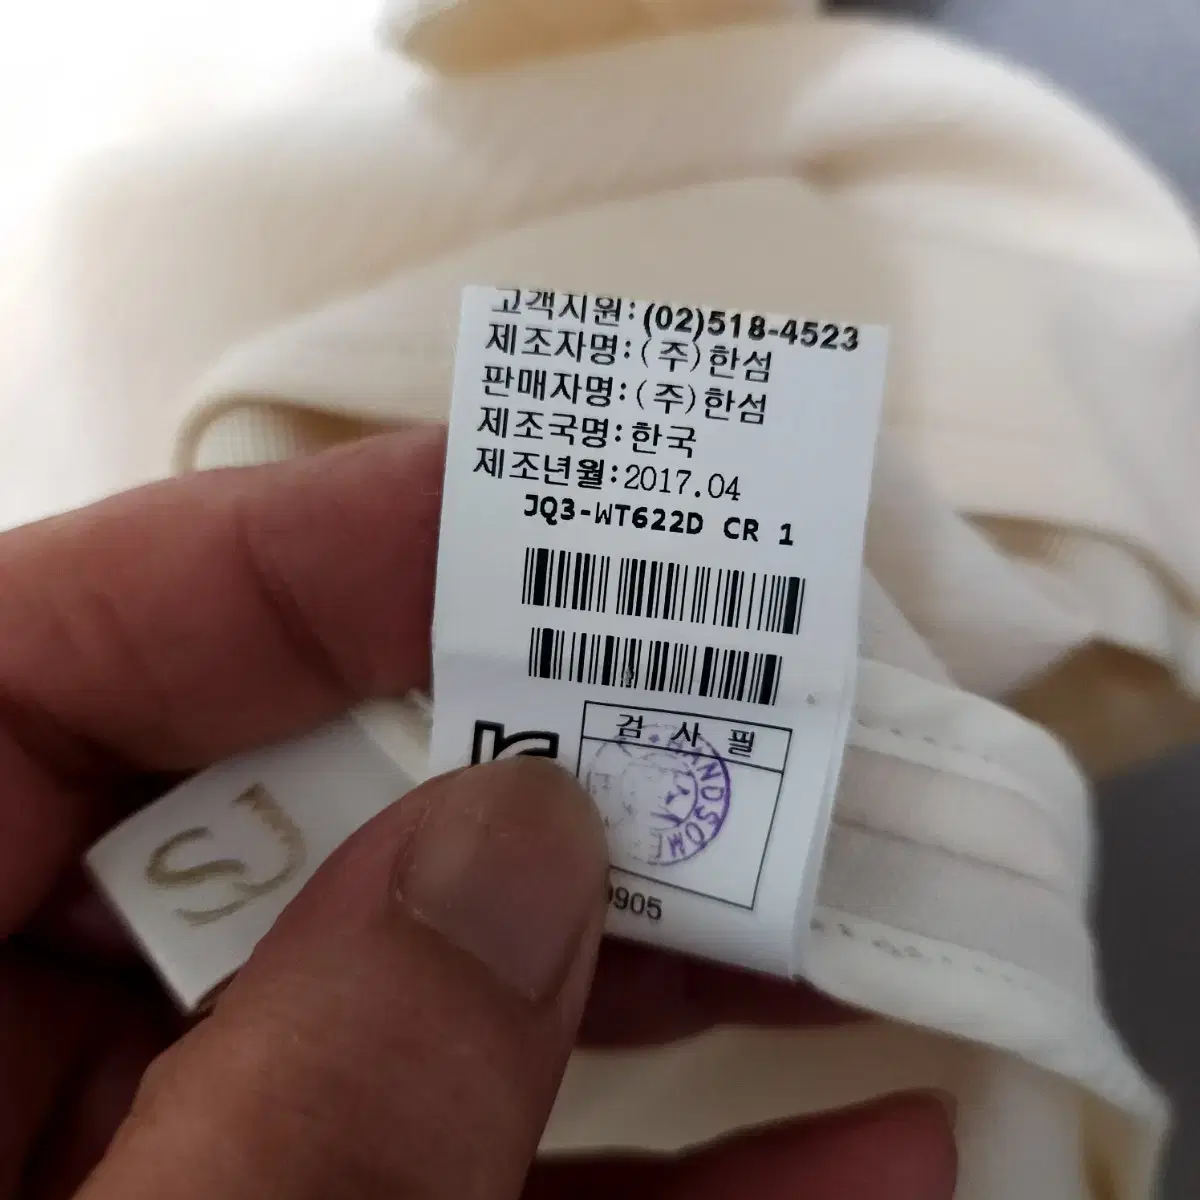 고객지원:(02)518-4523
제조자명:(주)한섬
판매자명:(주)한섬
제조국명:한국
제조년월:2017.04
JQ3-WT622D CR 1
검 사 필
HANDSOME
0905